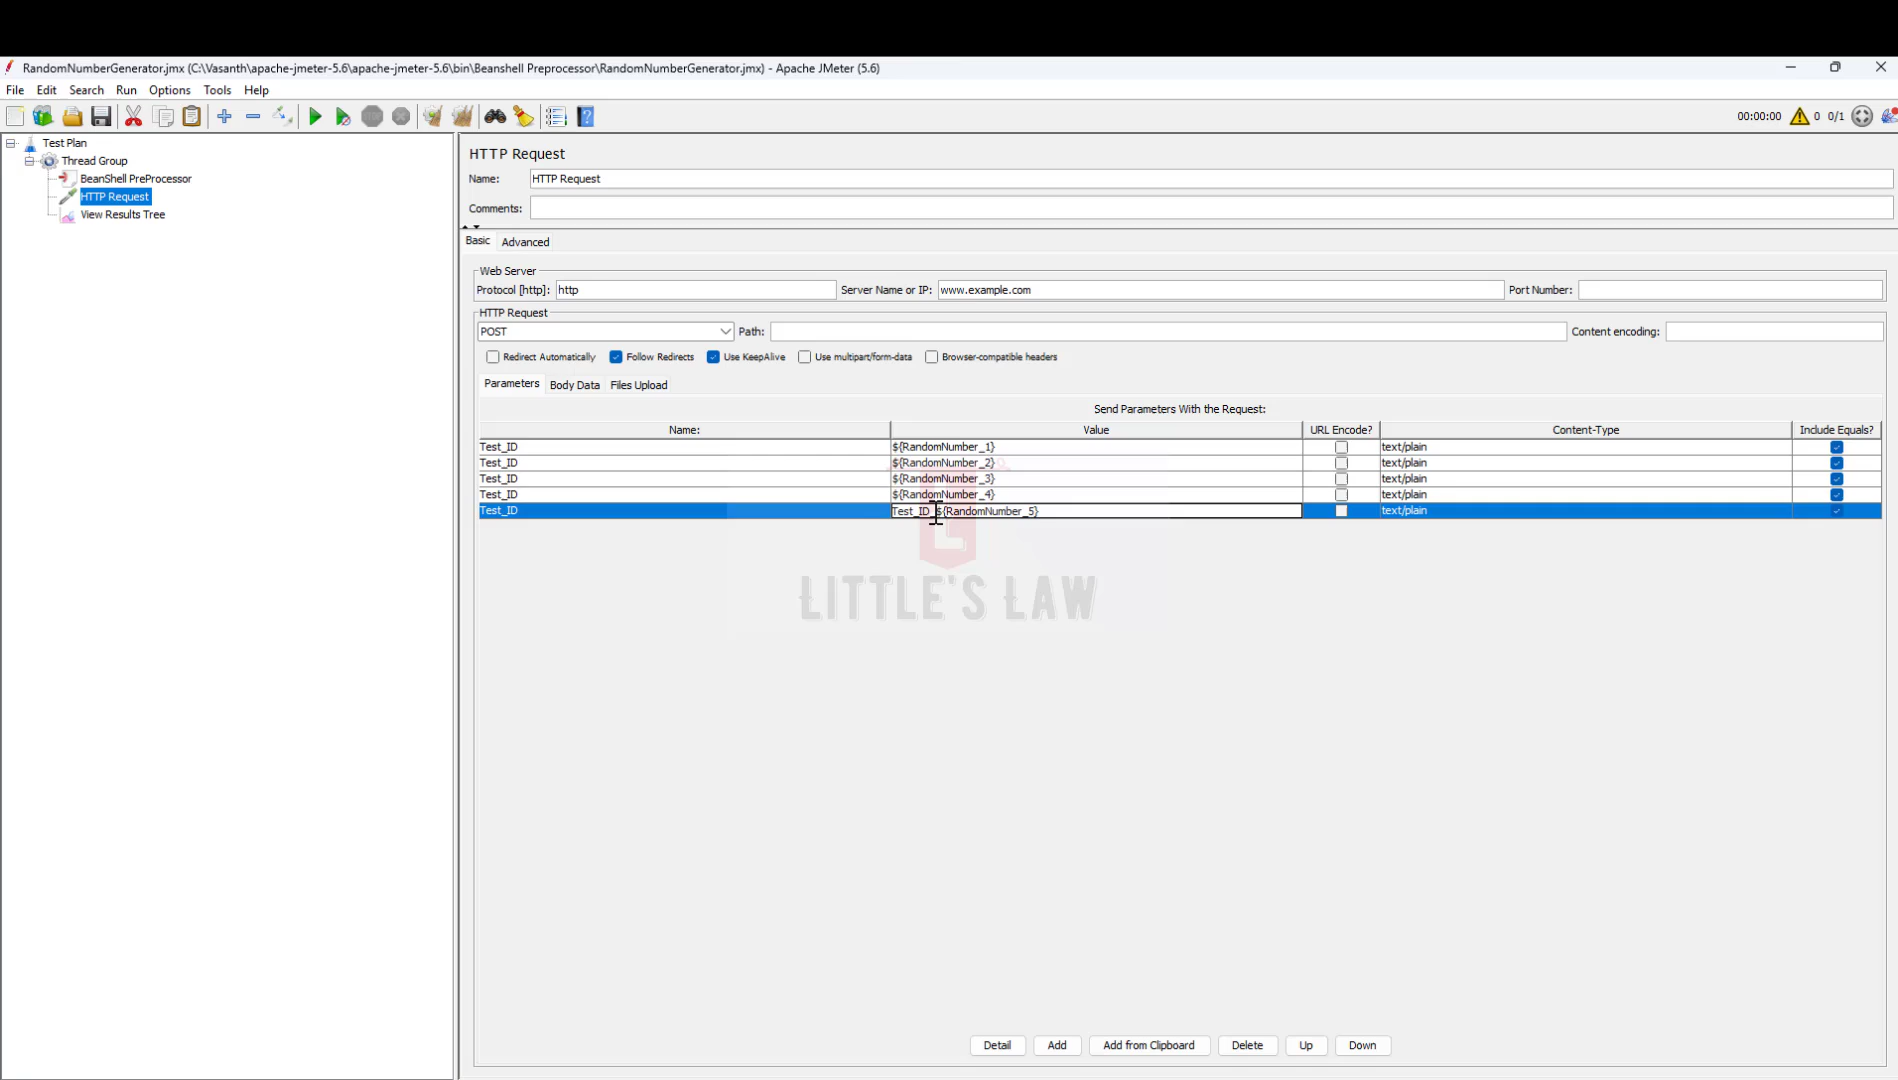 RandomNumberGenerator.jmx (C:\Vasanth\apache-jmeter-5.6\apache-jmeter-5.6\bin\Beanshell Preprocessor\RandomNumberGenerator.jmx) - Apache JMeter (5.6)
File Edit Search Run Options Tools Help
00:00:00 0 0/1
Test Plan
Thread Group
BeanShell PreProcessor
HTTP Request
View Results Tree
HTTP Request
Name: HTTP Request
Comments:
Basic Advanced
Web Server
Protocol [http]: http Server Name or IP: www.example.com Port Number:
HTTP Request
POST Path: Content encoding:
Redirect Automatically Follow Redirects Use KeepAlive Use multipart/form-data Browser-compatible headers
Parameters Body Data Files Upload
Send Parameters With the Request:
Name: Value URL Encode? Content-Type Include Equals?
Test_ID ${RandomNumber_1} text/plain
Test_ID ${RandomNumber_2} text/plain
Test_ID ${RandomNumber_3} text/plain
Test_ID ${RandomNumber_4} text/plain
Test_ID Test_ID_${RandomNumber_5} text/plain
LITTLE'S LAW
Detail Add Add from Clipboard Delete Up Down